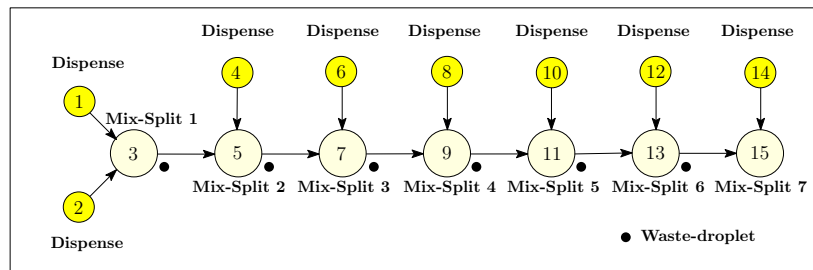 Dispense Dispense Dispense Dispense Dispense Dispense
Dispense
4 6 8 10 12 14
1
Mix-Split 1
3 5 7 9 11 13 15
Mix-Split 2 Mix-Split 3 Mix-Split 4 Mix-Split 5 Mix-Split 6 Mix-Split 7
2
Dispense
Waste-droplet